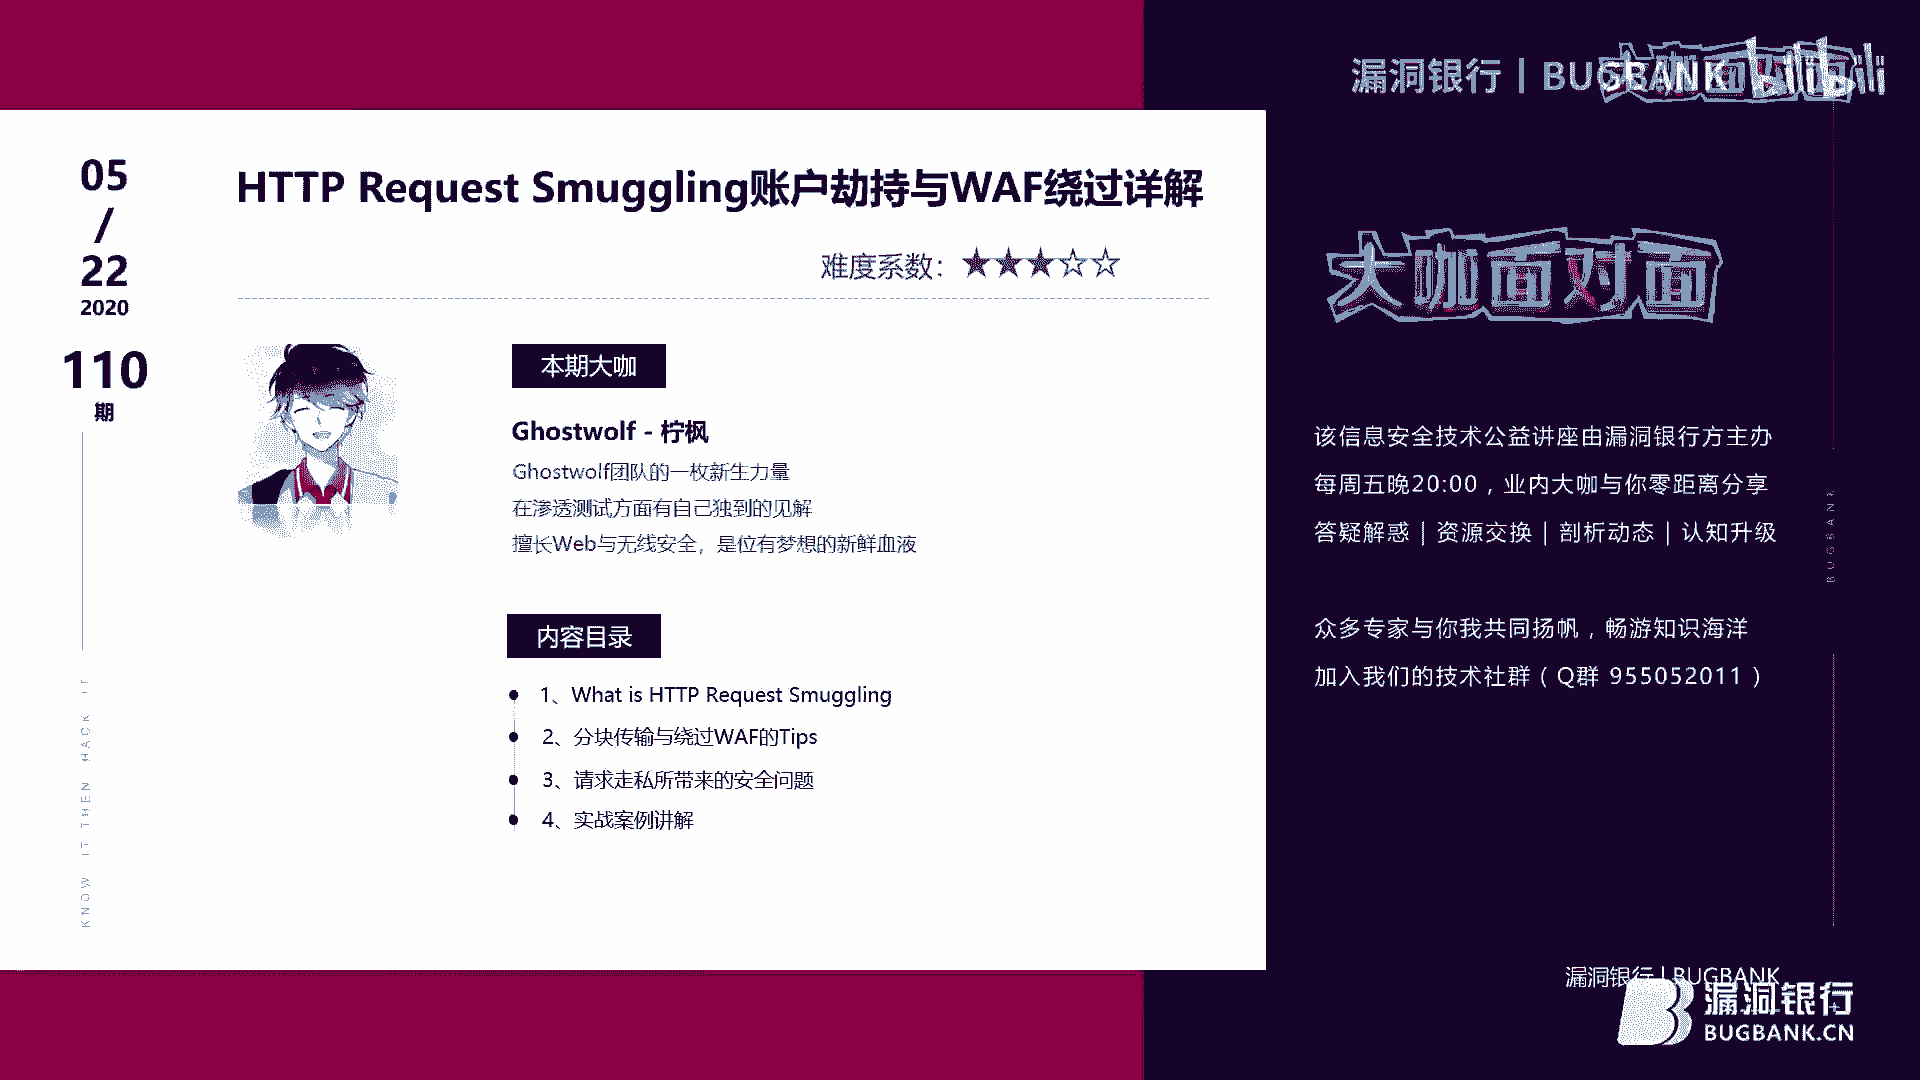 漏洞银行 | BUGBANK
bilibili
05
/
22
2020
110
期
KNOW IT THEN HACK IT
HTTP Request Smuggling账户劫持与WAF绕过详解
难度系数：★★★☆☆
本期大咖
Ghostwolf - 柠枫
Ghostwolf团队的一枚新生力量
在渗透测试方面有自己独到的见解
擅长Web与无线安全，是位有梦想的新鲜血液
内容目录
1、What is HTTP Request Smuggling
2、分块传输与绕过WAF的Tips
3、请求走私所带来的安全问题
4、实战案例讲解
大咖面对面
该信息安全技术公益讲座由漏洞银行方主办
每周五晚20:00，业内大咖与你零距离分享
答疑解惑 | 资源交换 | 剖析动态 | 认知升级
众多专家与你我共同扬帆，畅游知识海洋
加入我们的技术社群（Q群 955052011）
BUGBANK
漏洞银行 | BUGBANK
漏洞银行
BUGBANK.CN